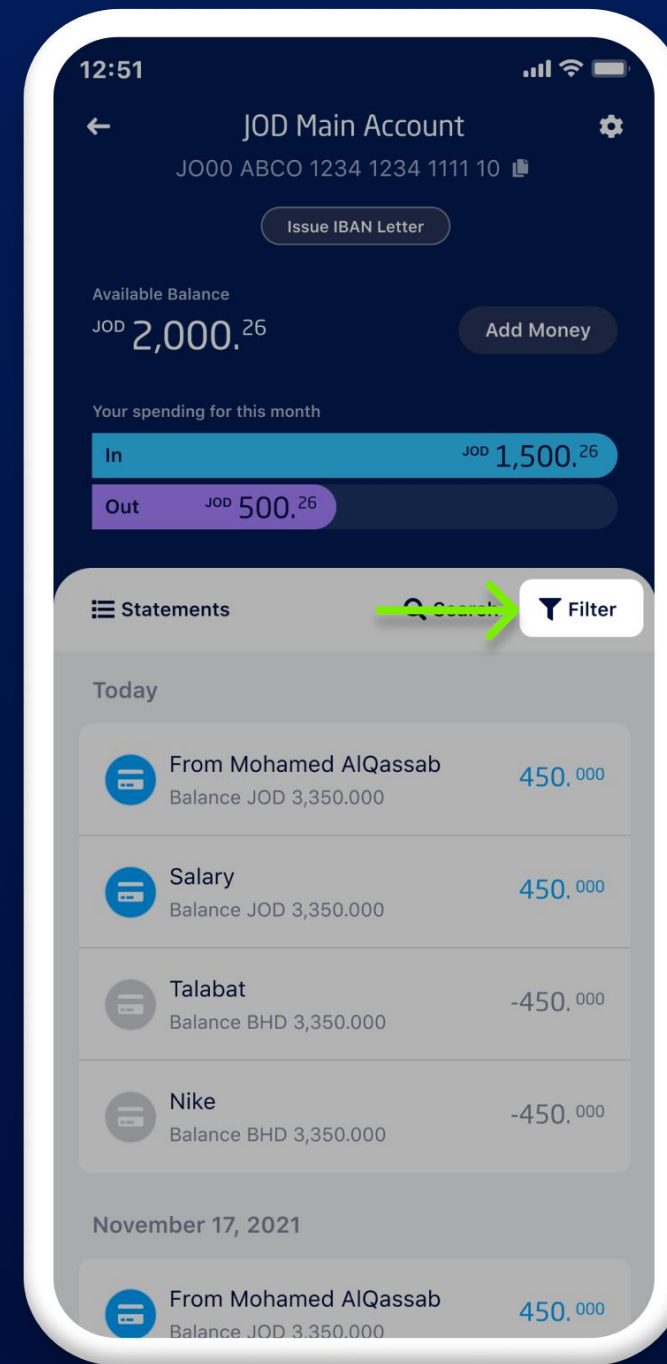 12:51
JOD Main Account
JO00 ABCO 1234 1234 1111 10
Issue IBAN Letter
Available Balance
JOD 2,000.26
Add Money
Your spending for this month
In JOD 1,500.26
Out JOD 500.26
Statements Search Filter
Today
From Mohamed AlQassab 450.000
Balance JOD 3,350.000
Salary 450.000
Balance JOD 3,350.000
Talabat -450.000
Balance BHD 3,350.000
Nike -450.000
Balance BHD 3,350.000
November 17, 2021
From Mohamed AlQassab 450.000
Balance JOD 3,350.000